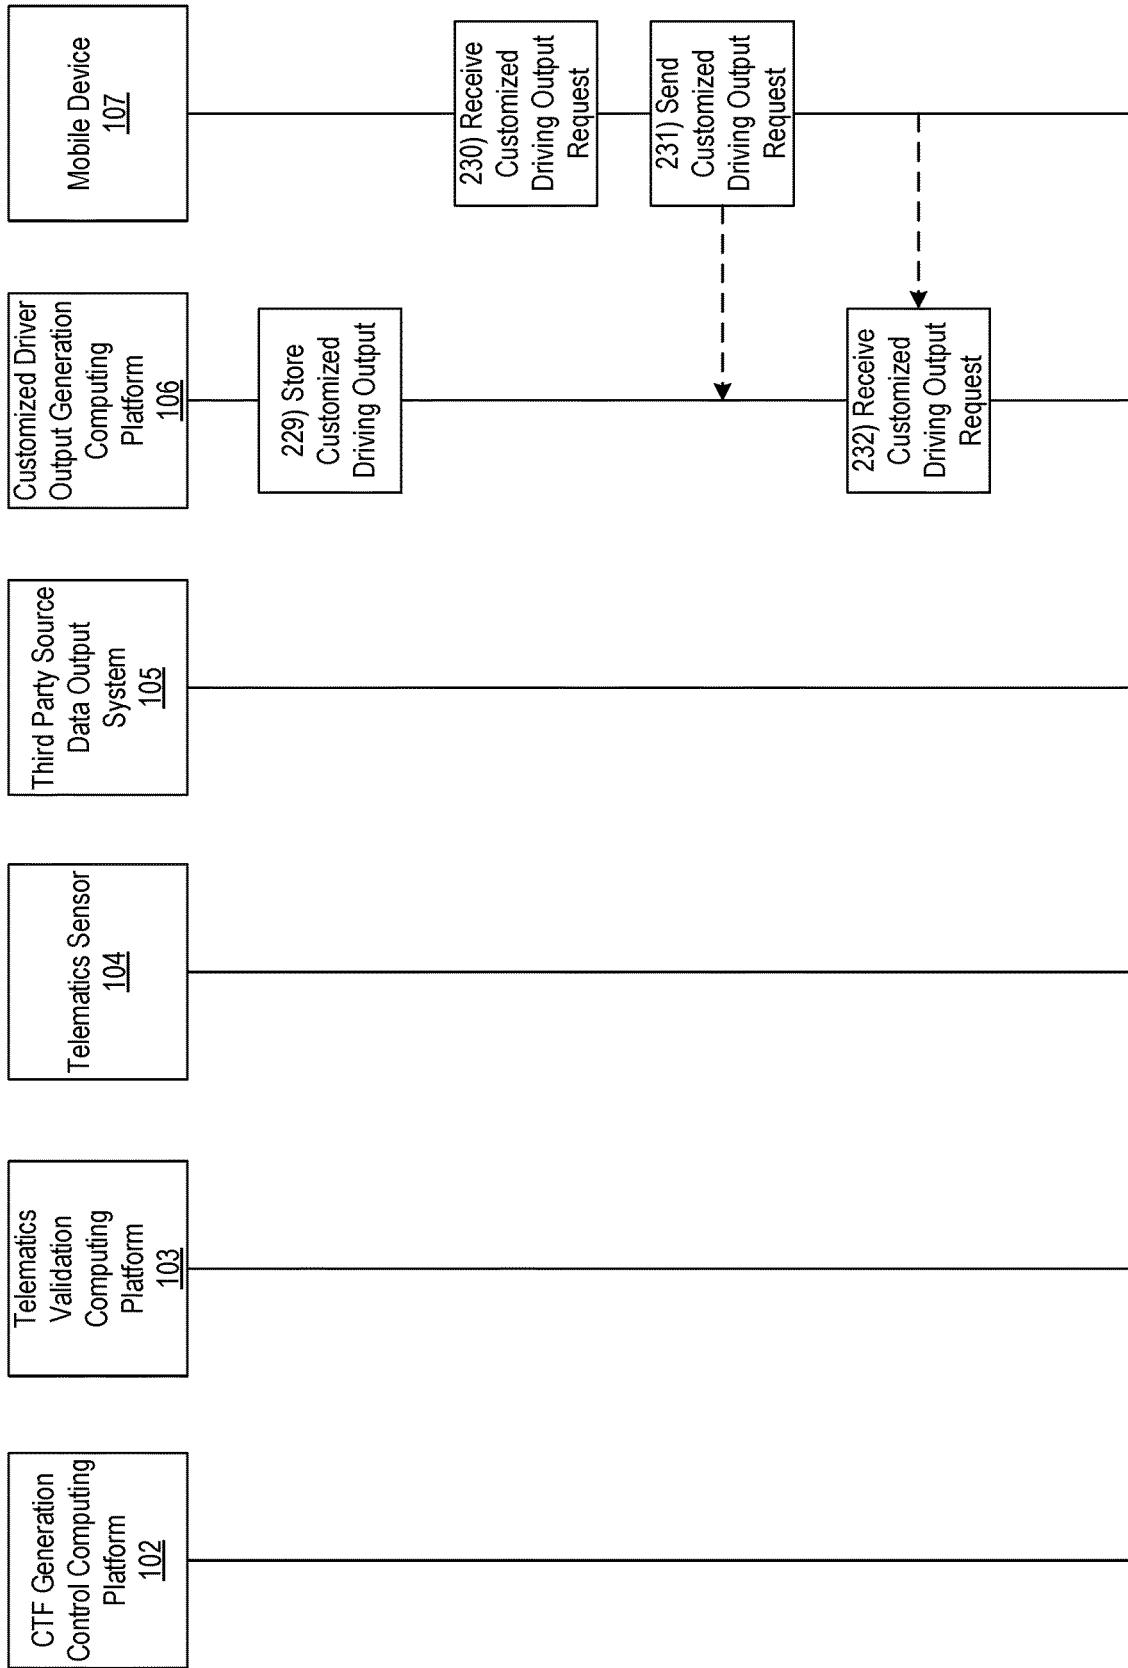 CTF Generation
Control Computing
Platform
102
Telematics
Validation
Computing
Platform
103
Telematics Sensor
104
Third Party Source
Data Output
System
105
Customized Driver
Output Generation
Computing
Platform
106
Mobile Device
107
229) Store
Customized
Driving Output
230) Receive
Customized
Driving Output
Request
231) Send
Customized
Driving Output
Request
232) Receive
Customized
Driving Output
Request